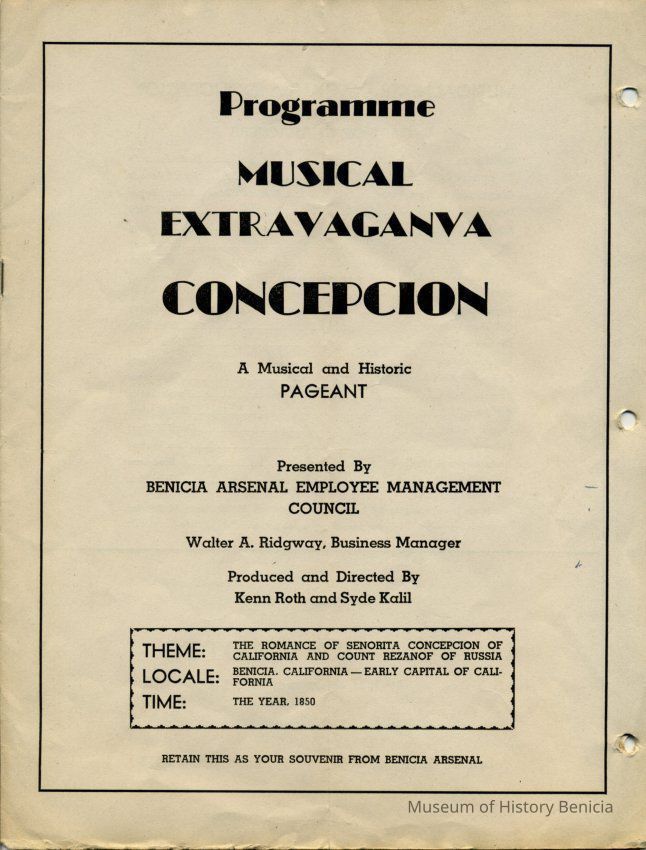 Programme
MUSICAL
EXTRAVAGANVA
CONCEPCION
A Musical and Historic
PAGEANT
Presented By
BENICIA ARSENAL EMPLOYEE MANAGEMENT
COUNCIL
Walter A. Ridgway, Business Manager
Produced and Directed By
Kenn Roth and Syde Kalil
THEME: THE ROMANCE OF SENORITA CONCEPCION OF
CALIFORNIA AND COUNT REZANOF OF RUSSIA
LOCALE: BENICIA, CALIFORNIA — EARLY CAPITAL OF CALI-
FORNIA
TIME: THE YEAR, 1850
RETAIN THIS AS YOUR SOUVENIR FROM BENICIA ARSENAL
Museum of History Benicia